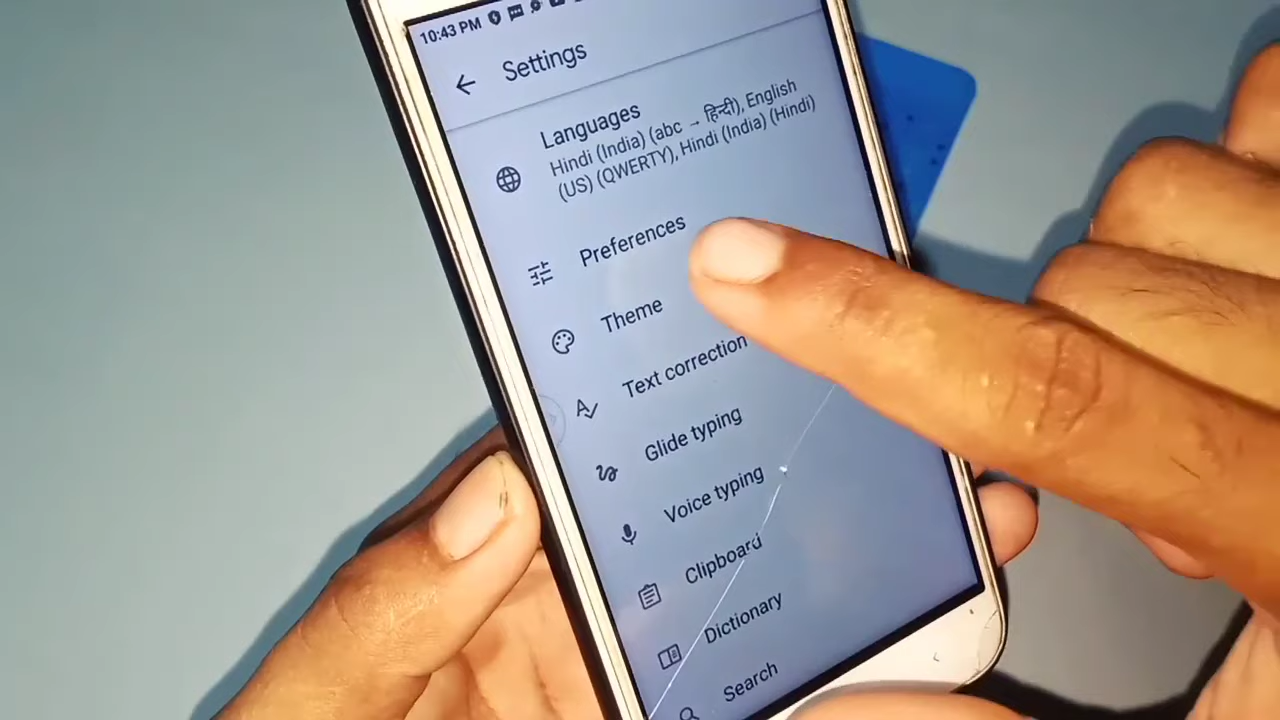 10:43 PM
Settings
Languages
Hindi (India) (abc → हिन्दी), English
(US) (QWERTY), Hindi (India) (Hindi)
Preferences
Theme
Text correction
Glide typing
Voice typing
Clipboard
Dictionary
Search